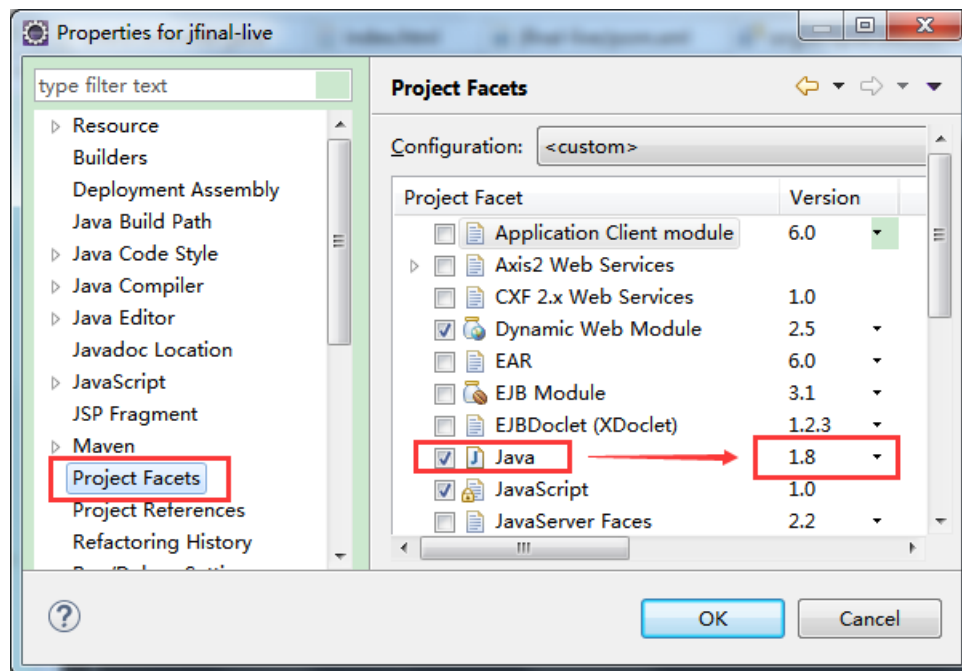 Properties for jfinal-live
type filter text
Resource
Builders
Deployment Assembly
Java Build Path
Java Code Style
Java Compiler
Java Editor
Javadoc Location
JavaScript
JSP Fragment
Maven
Project Facets
Project References
Refactoring History
Project Facets
Configuration: <custom>
Project Facet Version
Application Client module 6.0
Axis2 Web Services
CXF 2.x Web Services 1.0
Dynamic Web Module 2.5
EAR 6.0
EJB Module 3.1
EJBDoclet (XDoclet) 1.2.3
Java 1.8
JavaScript 1.0
JavaServer Faces 2.2
OK Cancel